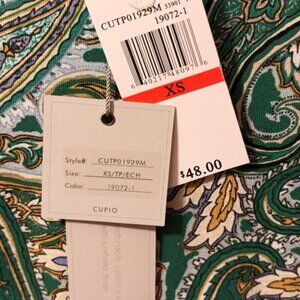 CUTP01929M 33901
19072-1
XS
$48.00
Style#: CUTP01929M
Size: XS/TP/ECH
Color: 19072-1
CUPIO